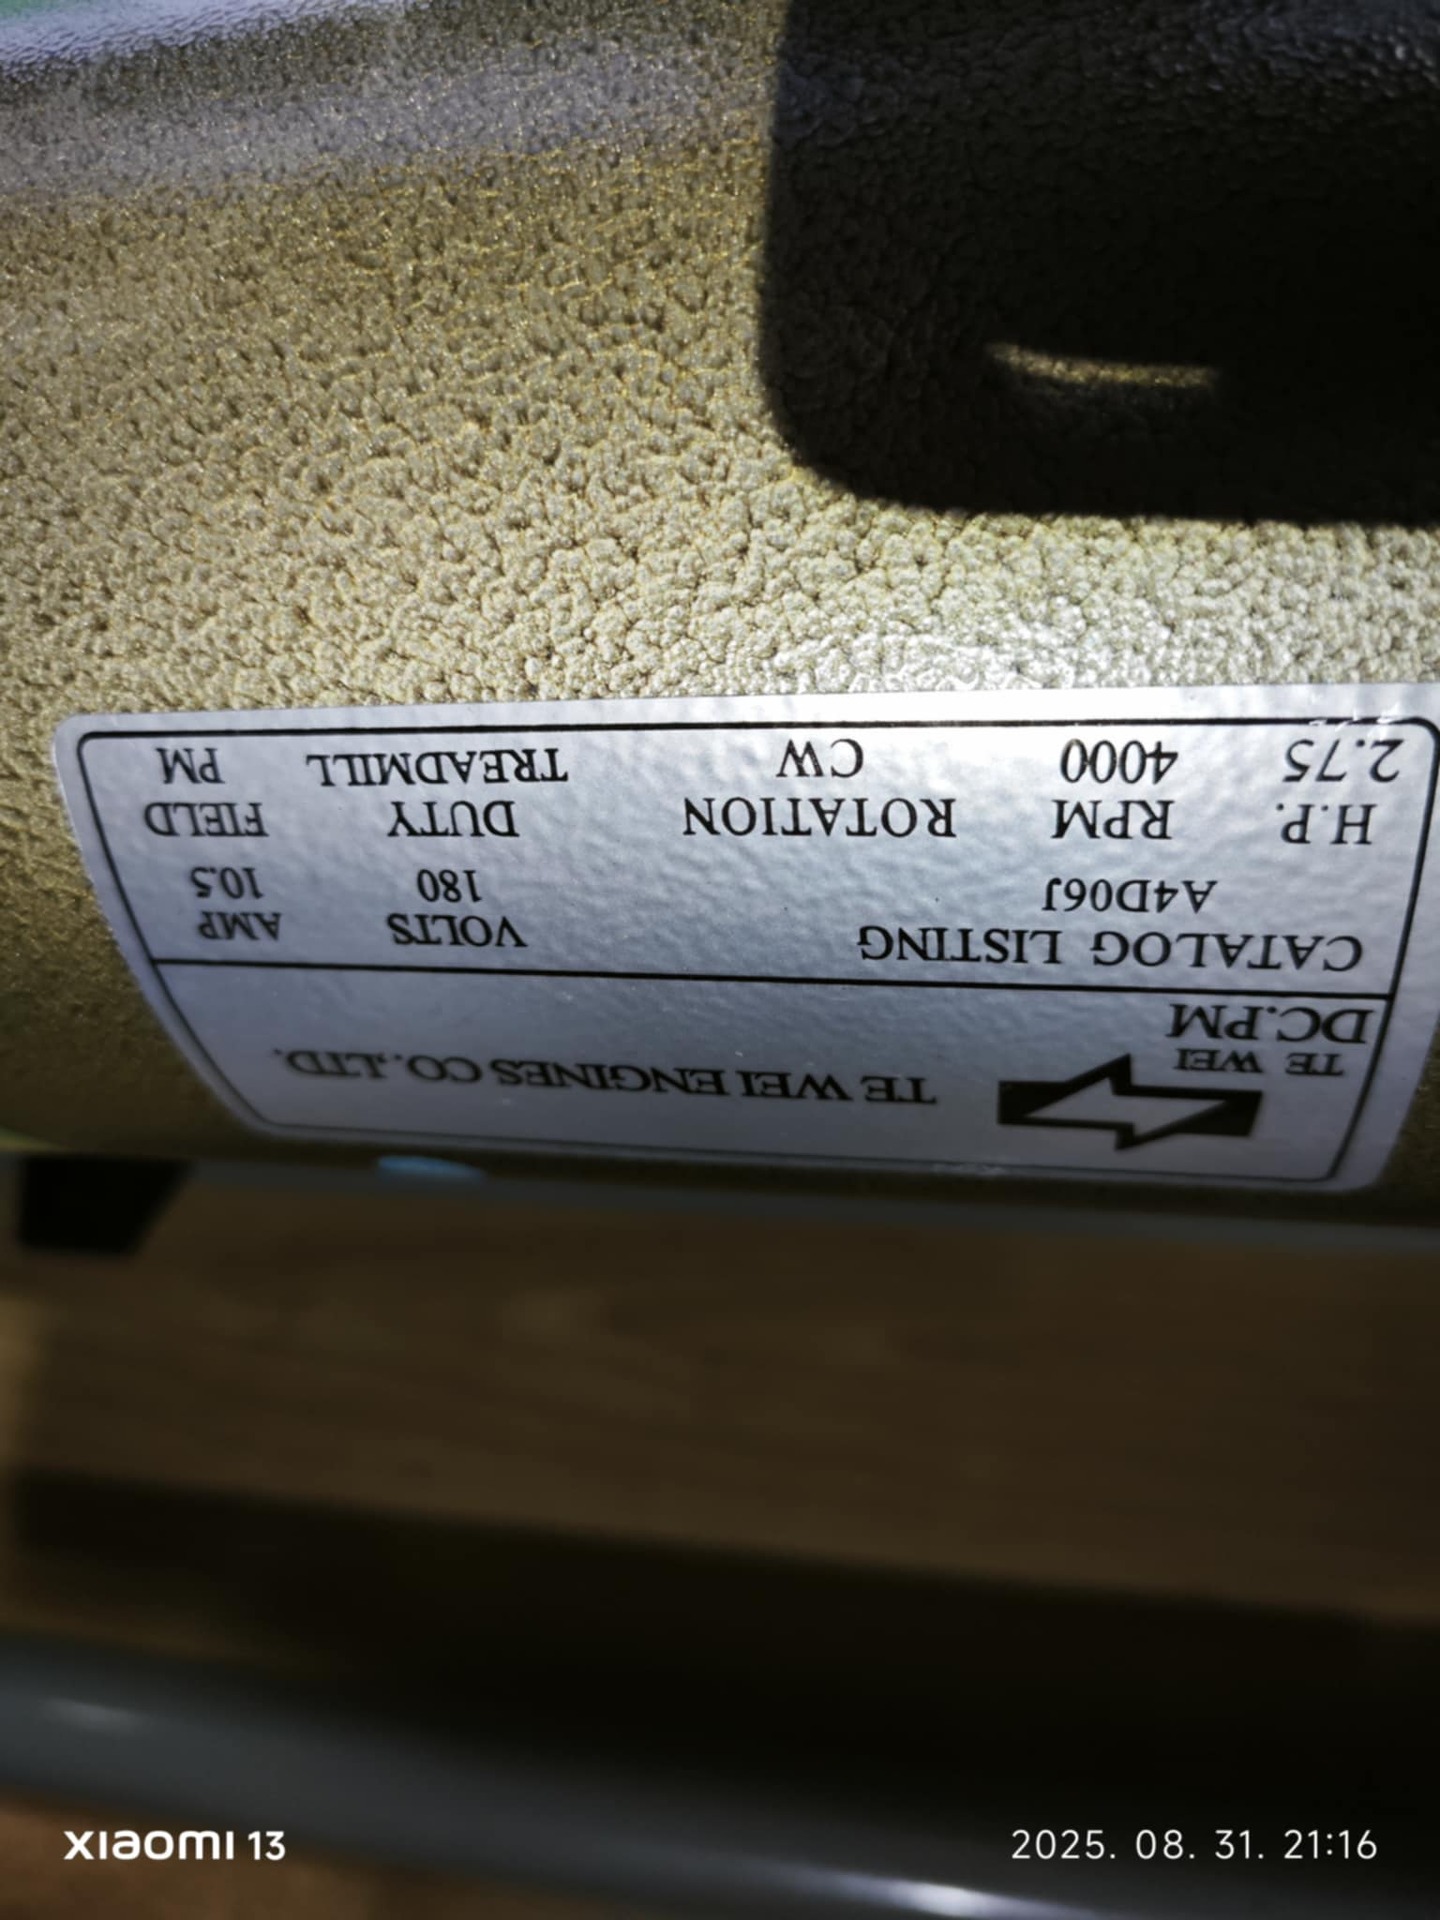 TE WEI
TE WEI ENGINES CO.,LTD.
DC.PM
CATALOG LISTING VOLTS AMP
A4D06J 180 10.5
H.P. RPM ROTATION DUTY FIELD
2.75 4000 CW TREADMILL PM
XIAOMI 13
2025. 08. 31. 21:16